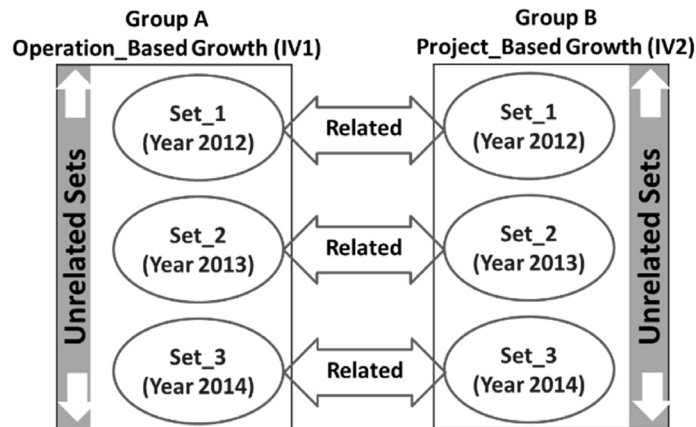 Group A
Operation_Based Growth (IV1)
Group B
Project_Based Growth (IV2)
Unrelated Sets
Set_1
(Year 2012)
Related
Set_1
(Year 2012)
Set_2
(Year 2013)
Related
Set_2
(Year 2013)
Set_3
(Year 2014)
Related
Set_3
(Year 2014)
Unrelated Sets